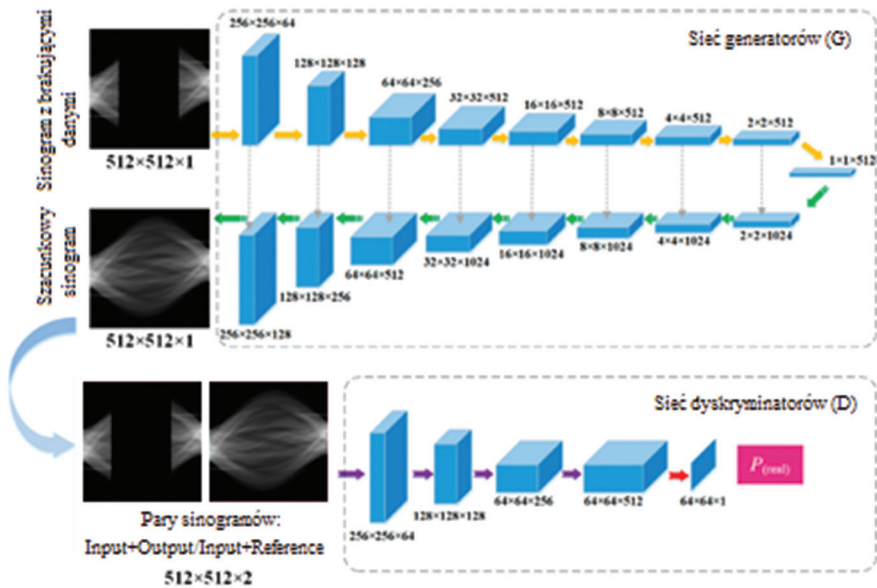 Sinogram z brakującymi
danymi
512×512×1
256×256×64
128×128×128
64×64×256
32×32×512
16×16×512
8×8×512
4×4×512
2×2×512
1×1×512
Sieć generatorów (G)
Szacunkowy
sinogram
512×512×1
256×256×128
128×128×256
64×64×512
32×32×1024
16×16×1024
8×8×1024
4×4×1024
2×2×1024
Pary sinogramów:
Input+Output/Input+Reference
512×512×2
Sieć dyskryminatorów (D)
256×256×64
128×128×128
64×64×256
64×64×512
64×64×1
P(real)